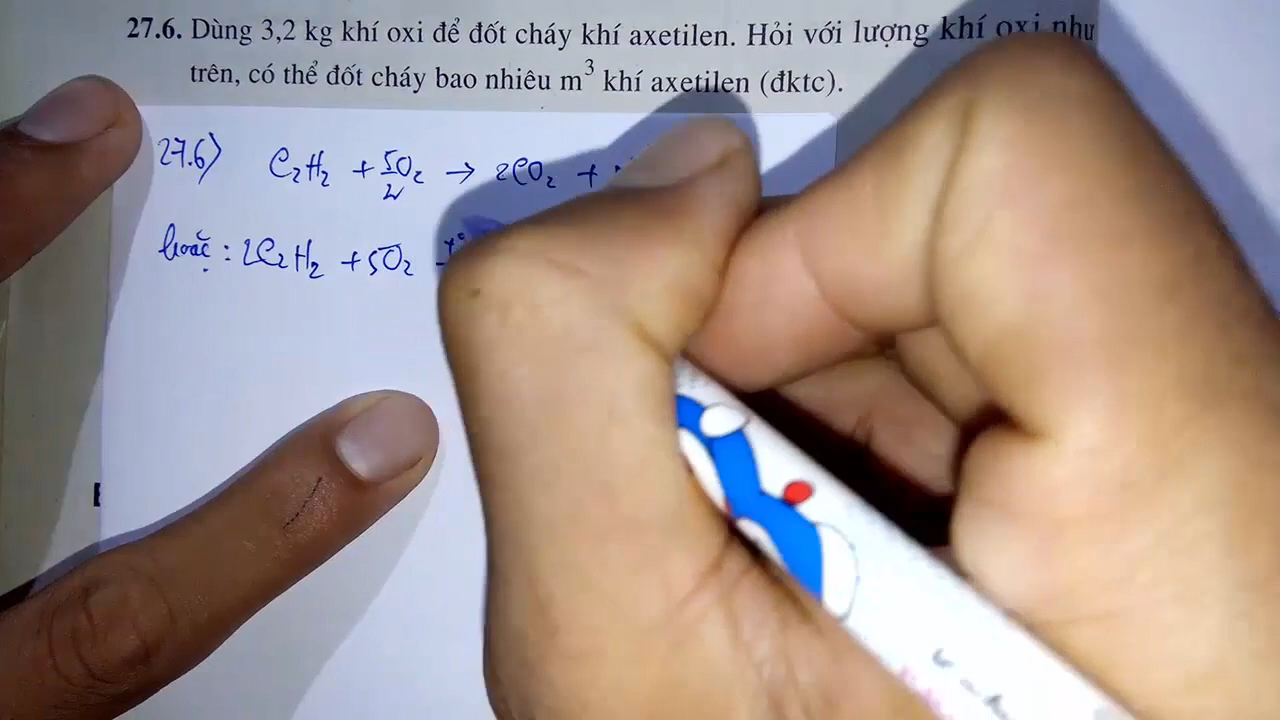 27.6. Dùng 3,2 kg khí oxi để đốt cháy khí axetilen. Hỏi với lượng khí oxi như
trên, có thể đốt cháy bao nhiêu m³ khí axetilen (đktc).
27.6) C₂H₂ + 5/2 O₂ → 2CO₂ +
hoặc : 2C₂H₂ + 5O₂ t°